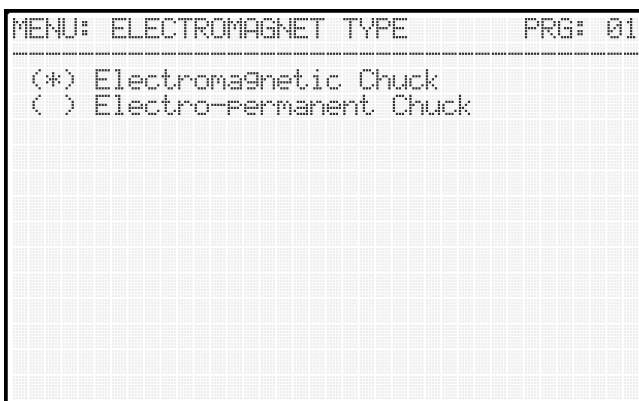 MENU: ELECTROMAGNET TYPE PRG: 01
(*) Electromagnetic Chuck
( ) Electro-permanent Chuck